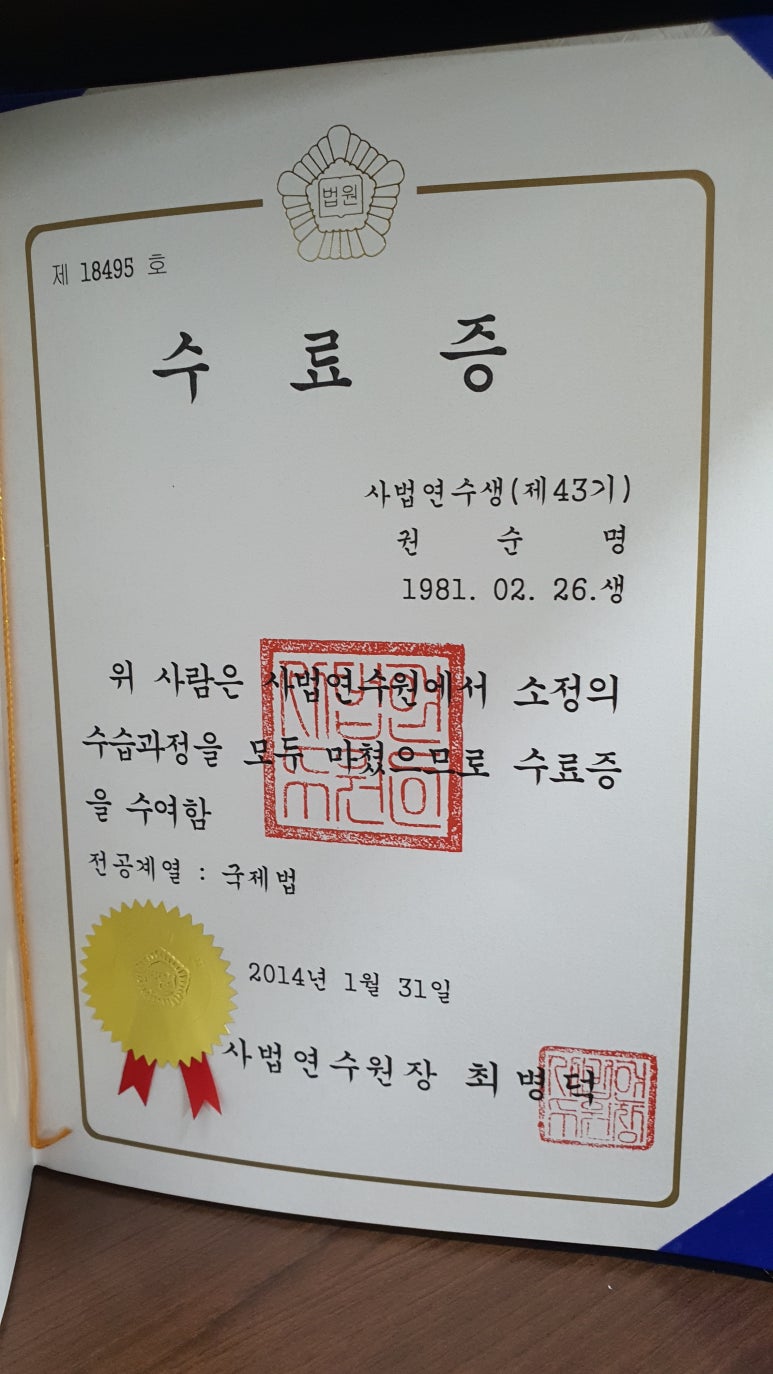 법원
제 18495 호
수 료 증
사법연수생(제43기)
권 순 명
1981. 02. 26.생
위 사람은 사법연수원에서 소정의
수습과정을 모두 마쳤으므로 수료증
을 수여함
전공계열 : 국제법
2014년 1월 31일
사법연수원장 최병덕